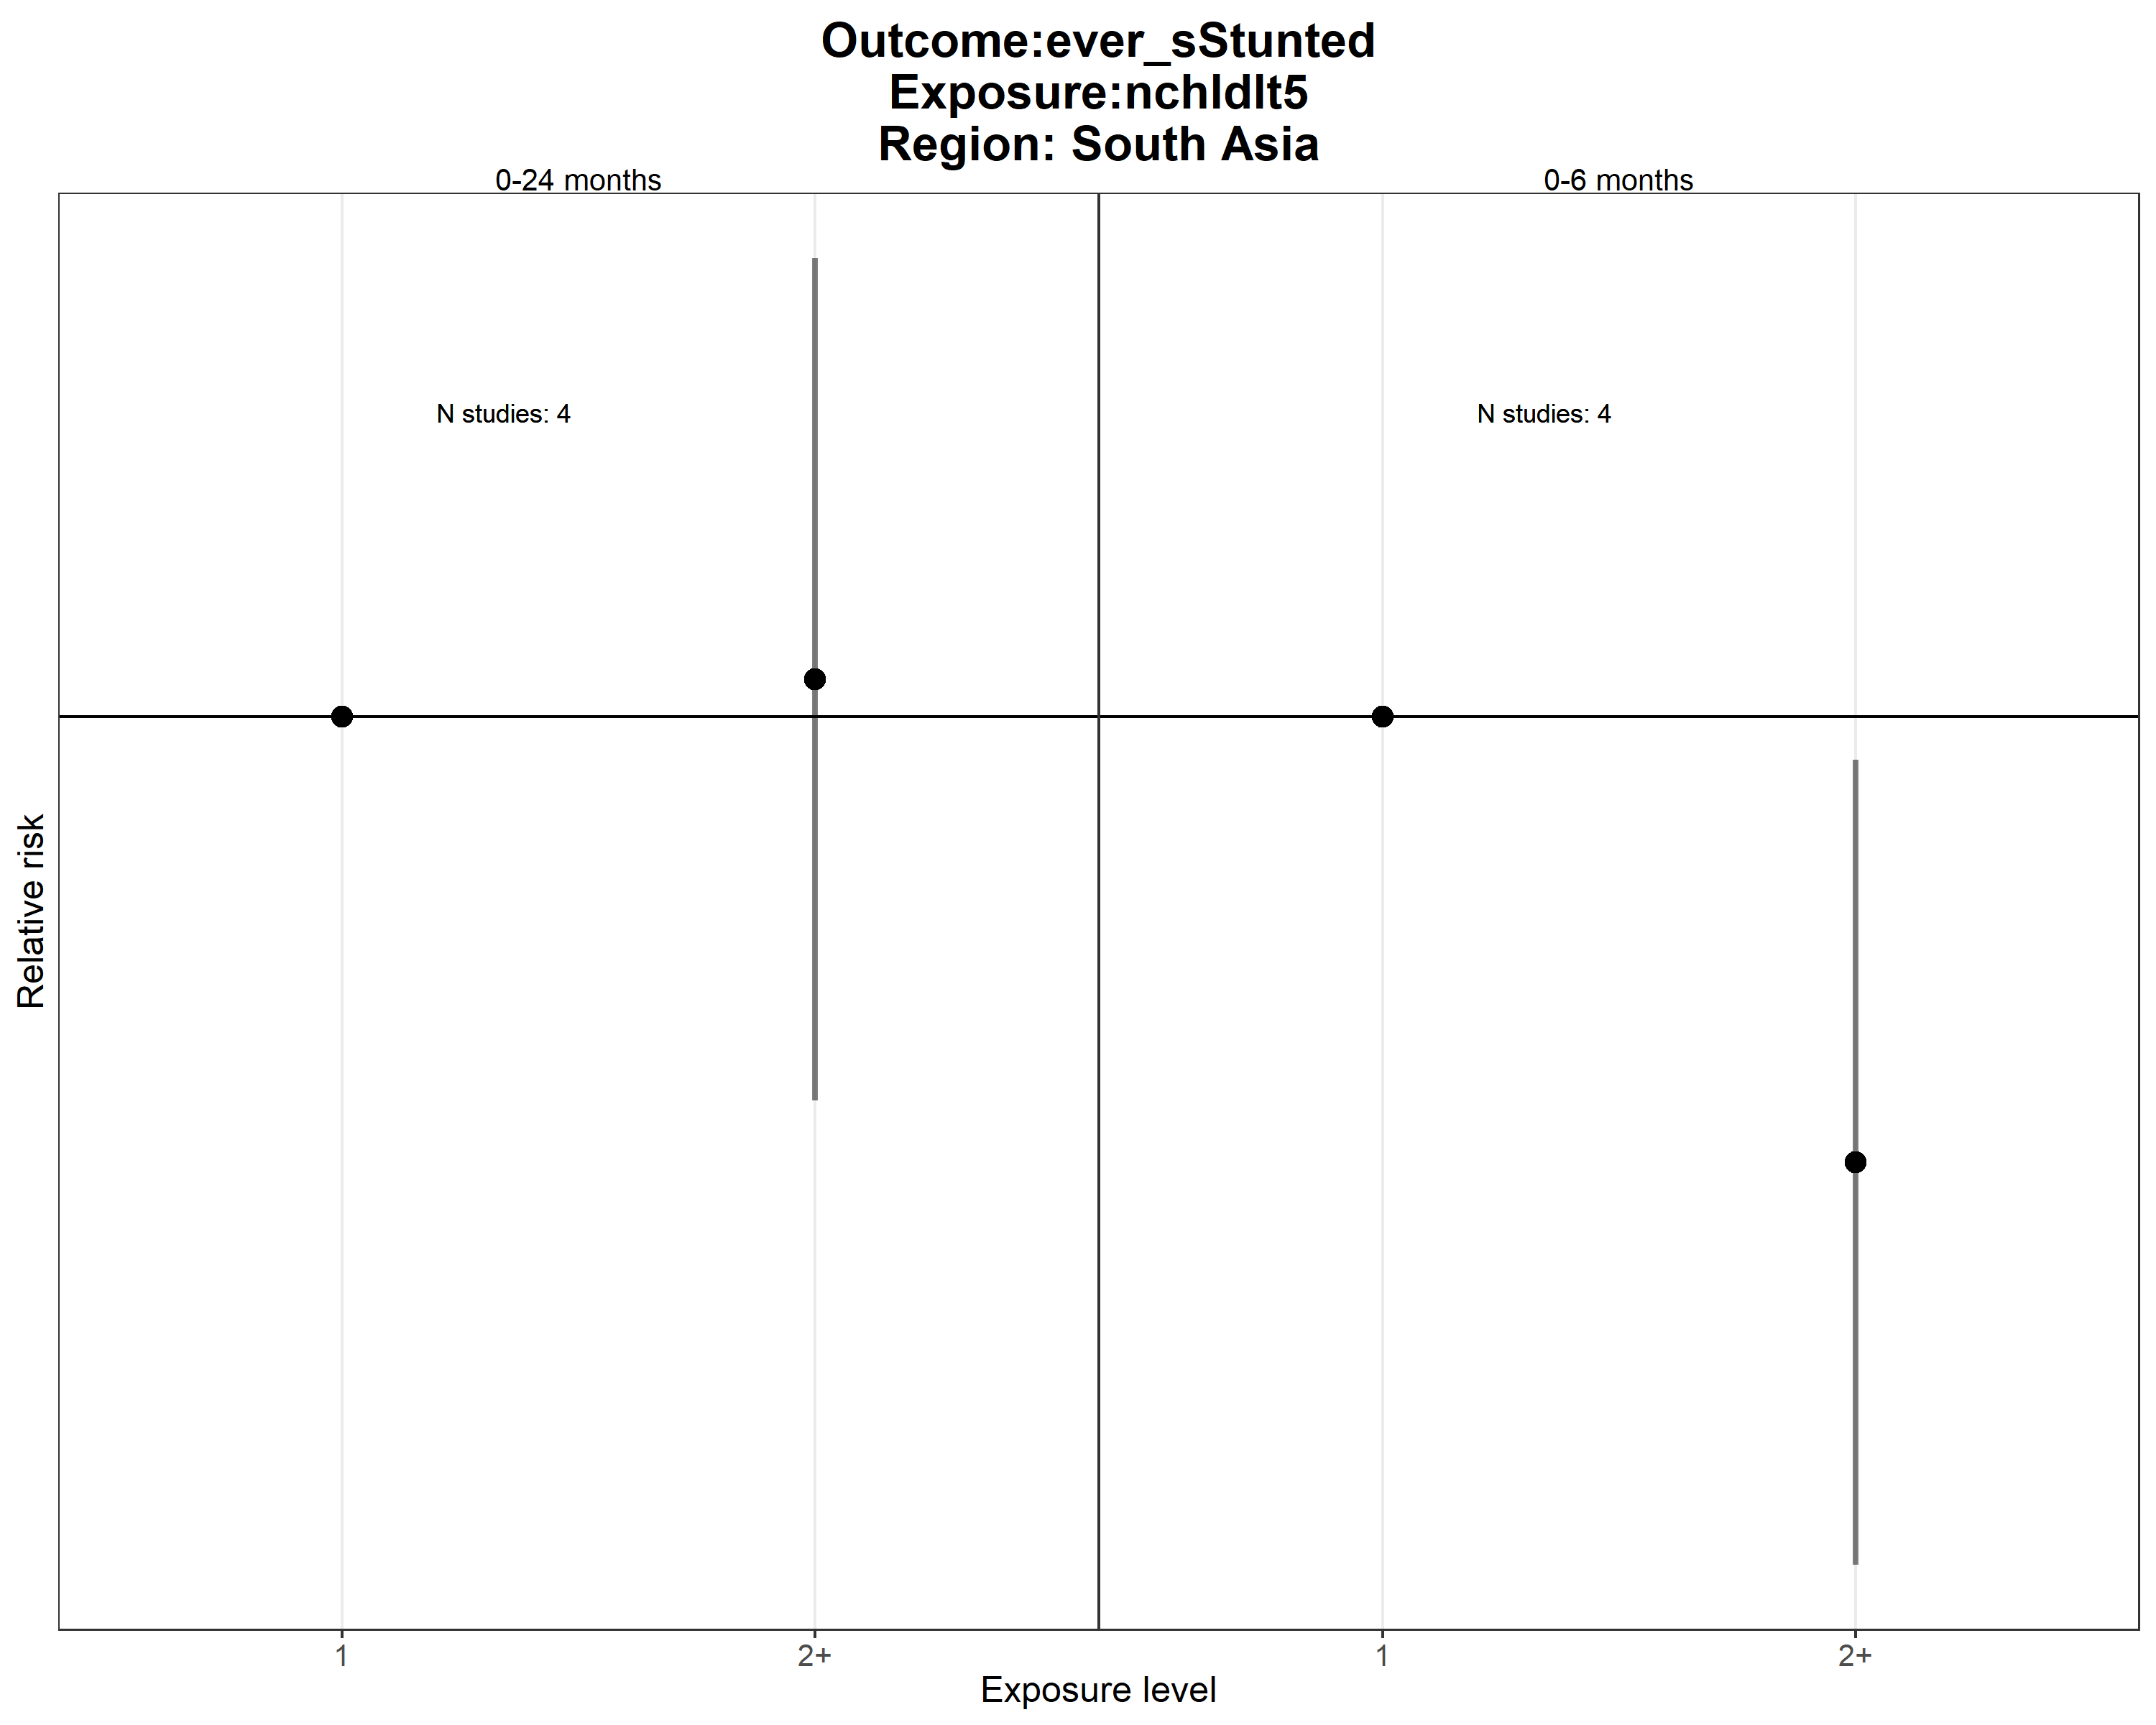 Outcome:ever_sStunted
Exposure:nchldlt5
Region: South Asia
0-24 months
0-6 months
N studies: 4
N studies: 4
Relative risk
1
2+
1
2+
Exposure level